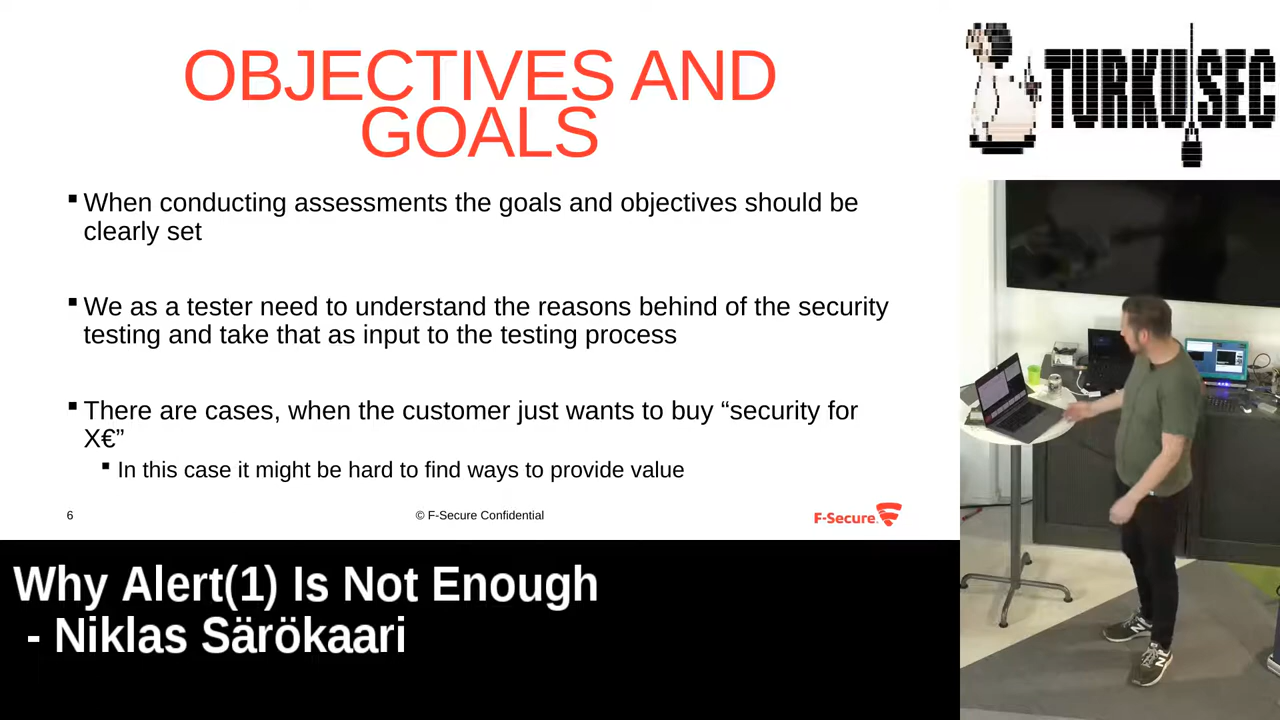 OBJECTIVES AND
GOALS
When conducting assessments the goals and objectives should be
clearly set
We as a tester need to understand the reasons behind of the security
testing and take that as input to the testing process
There are cases, when the customer just wants to buy “security for
X€”
In this case it might be hard to find ways to provide value
6
© F-Secure Confidential
F-Secure.
TURKU SEC
Why Alert(1) Is Not Enough
- Niklas Särökaari